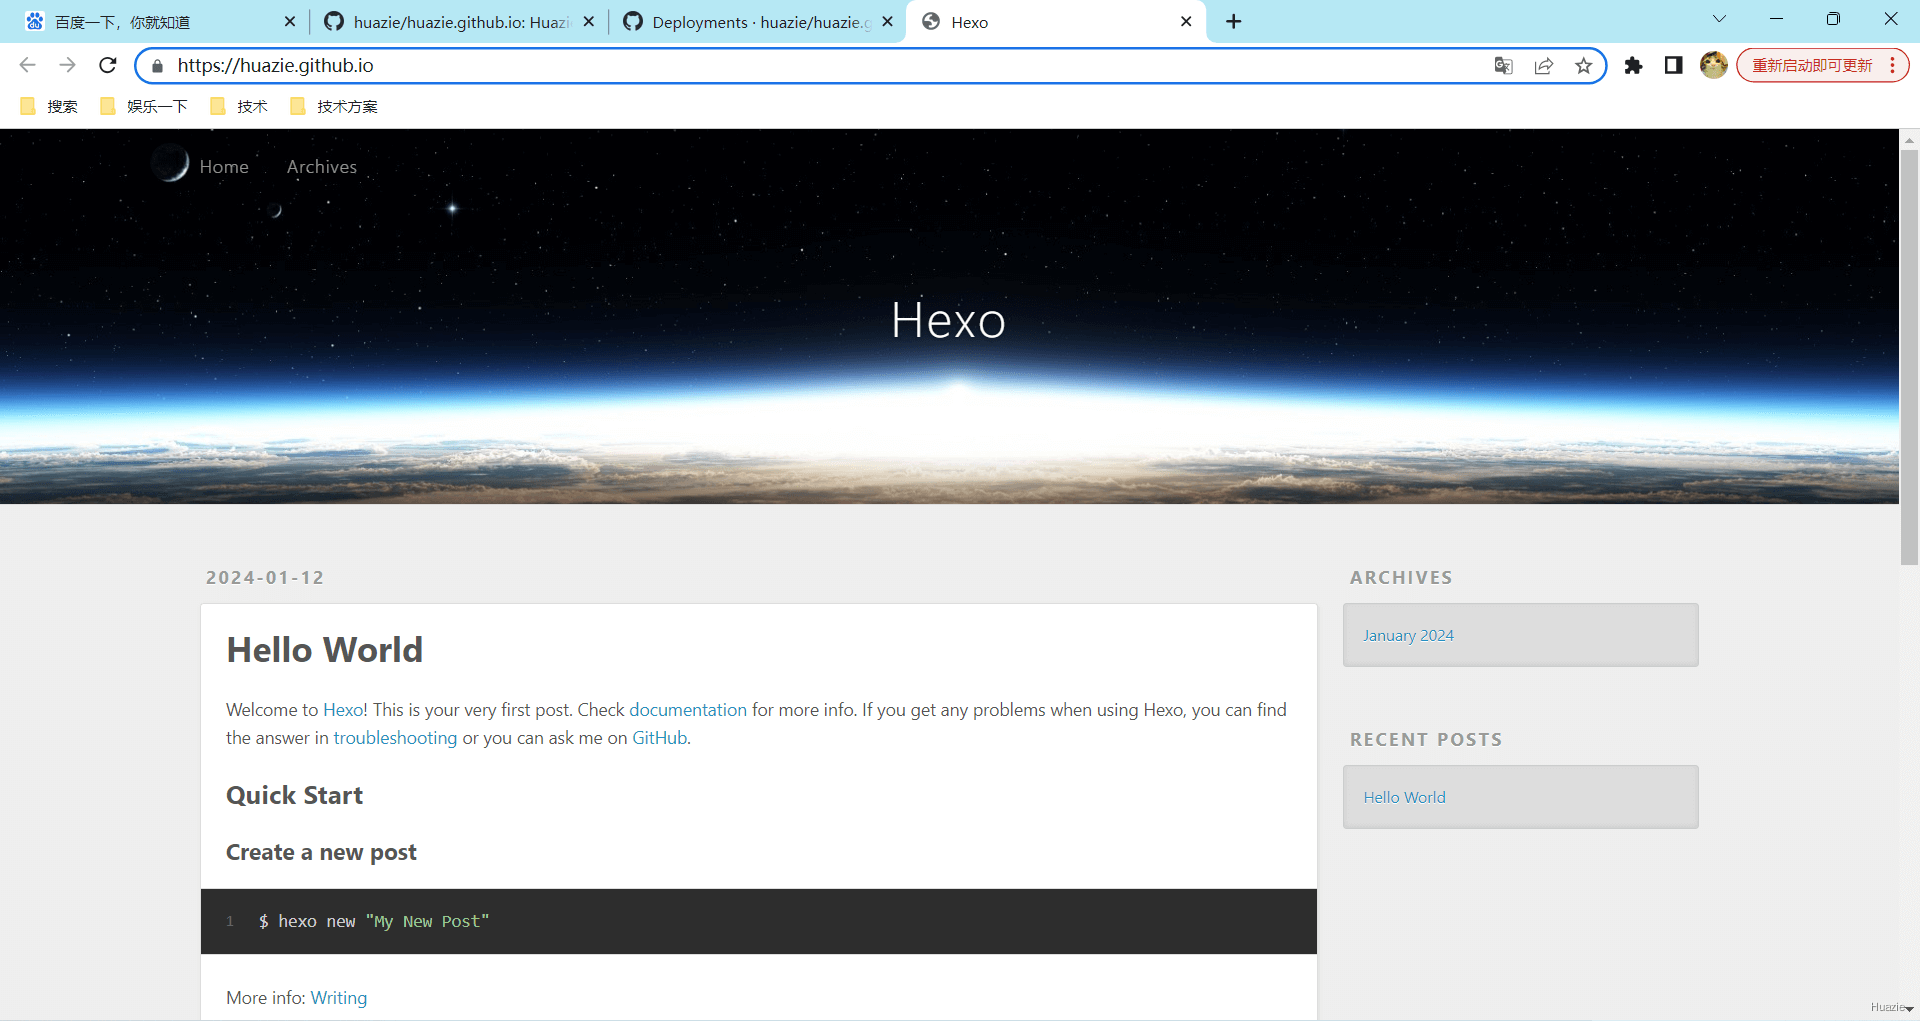 百度一下，你就知道
huazie/huazie.github.io: Huazi
Deployments · huazie/huazie.g
Hexo
https://huazie.github.io
重新启动即可更新
搜索
娱乐一下
技术
技术方案
Home
Archives
Hexo
2024-01-12
Hello World
Welcome to Hexo! This is your very first post. Check documentation for more info. If you get any problems when using Hexo, you can find
the answer in troubleshooting or you can ask me on GitHub.
Quick Start
Create a new post
1 $ hexo new "My New Post"
More info: Writing
ARCHIVES
January 2024
RECENT POSTS
Hello World
Huazie